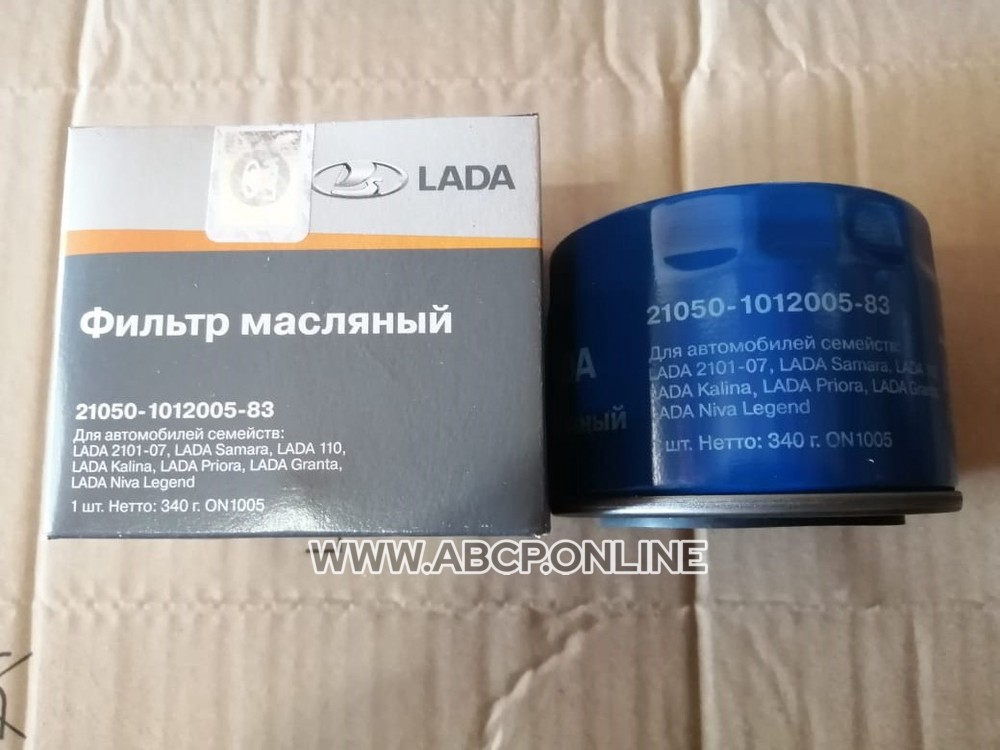 LADA
Фильтр масляный
21050-1012005-83
Для автомобилей семейств:
LADA 2101-07, LADA Samara, LADA 110,
LADA Kalina, LADA Priora, LADA Granta,
LADA Niva Legend
1 шт. Нетто: 340 г. ON1005
21050-1012005-83
Для автомобилей семейств:
LADA 2101-07, LADA Samara,
LADA Kalina, LADA Priora, LADA Granta
LADA Niva Legend
шт. Нетто: 340 г. ON1005
WWW.ABCP.ONLINE